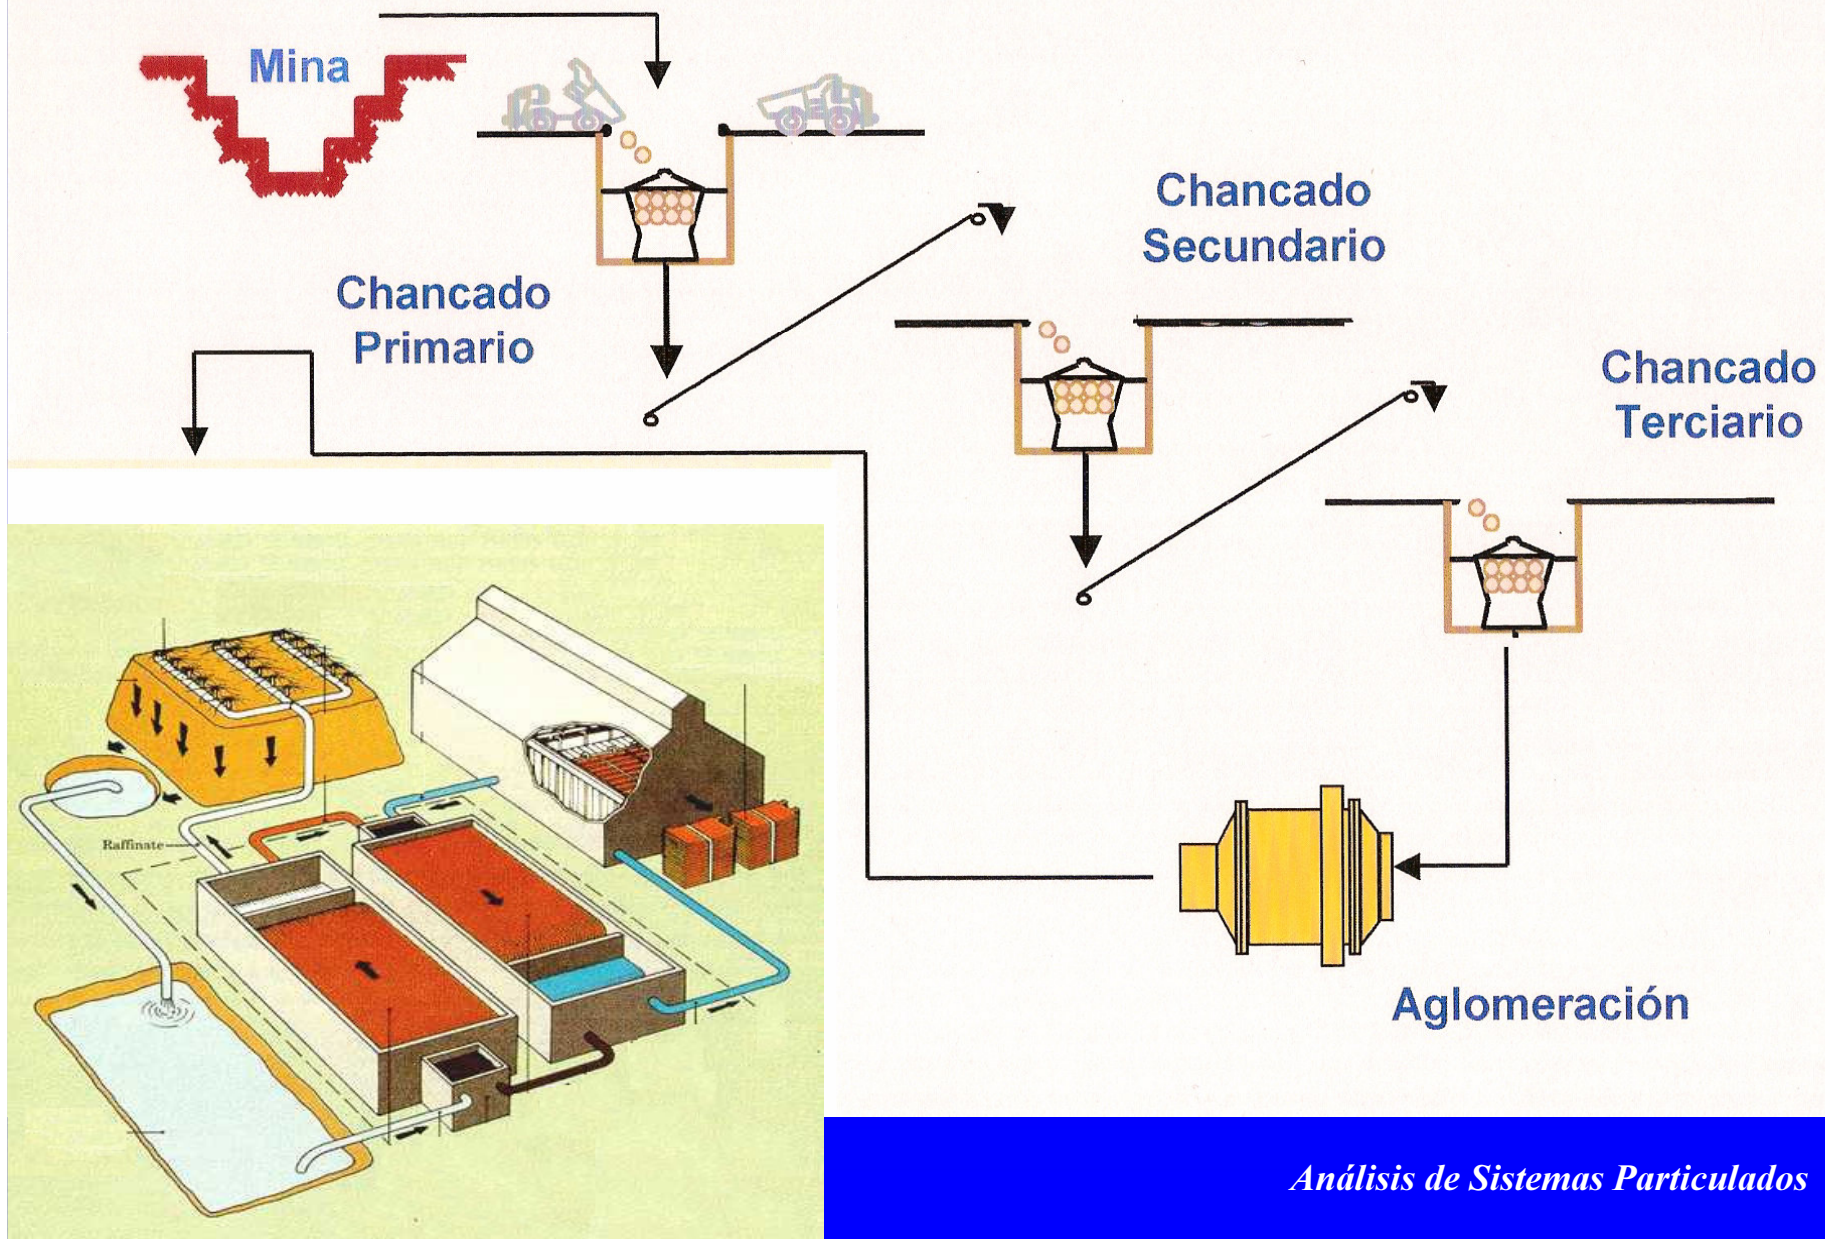 Mina
Chancado
Primario
Chancado
Secundario
Chancado
Terciario
Raffinate
Aglomeración
Análisis de Sistemas Particulados